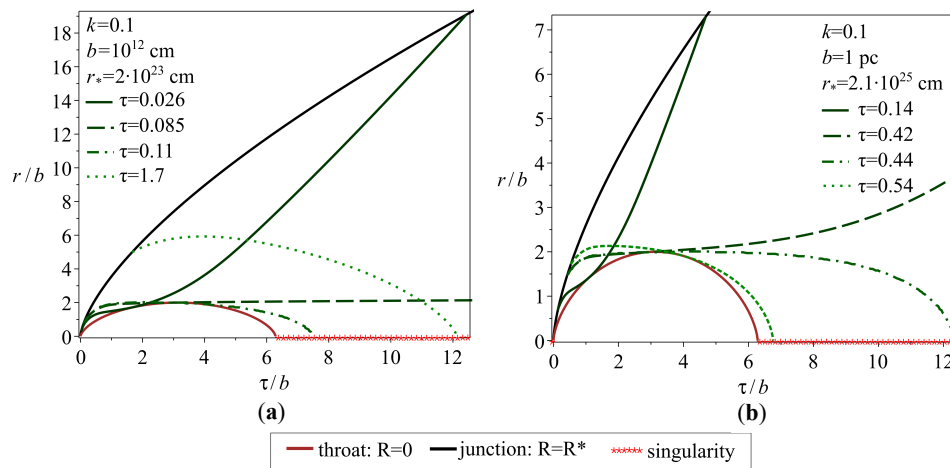 k=0.1
b=10¹² cm
r*=2·10²³ cm
τ=0.026
τ=0.085
τ=0.11
τ=1.7
r/b
18
16
14
12
10
8
6
4
2
0
0 2 4 6 8 10 12
τ/b
(a)
k=0.1
b=1 pc
r*=2.1·10²⁵ cm
τ=0.14
τ=0.42
τ=0.44
τ=0.54
r/b
7
6
5
4
3
2
1
0
0 2 4 6 8 10 12
τ/b
(b)
throat: R=0 junction: R=R* singularity